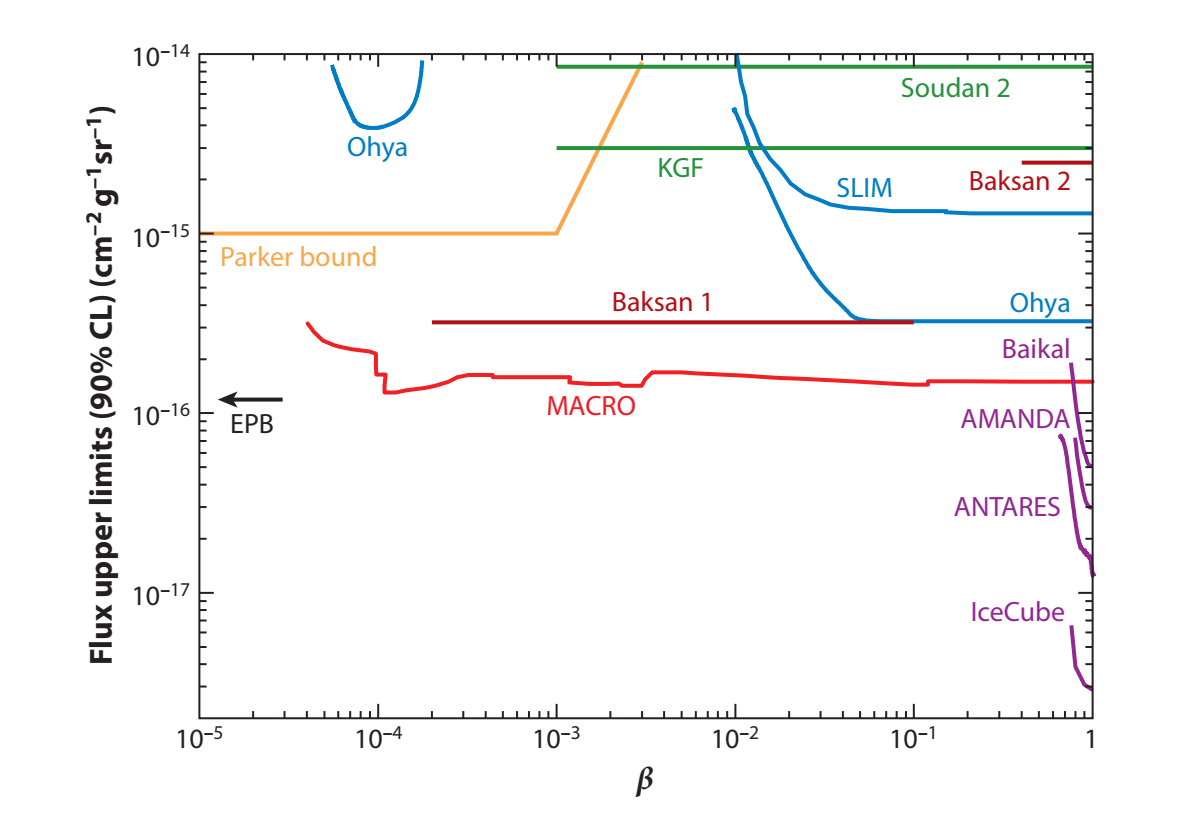 Flux upper limits (90% CL) (cm⁻² g⁻¹sr⁻¹)
10⁻¹⁴
10⁻¹⁵
10⁻¹⁶
10⁻¹⁷
Soudan 2
Ohya
KGF
Baksan 2
SLIM
Parker bound
Baksan 1
Ohya
Baikal
MACRO
EPB
AMANDA
ANTARES
IceCube
10⁻⁵ 10⁻⁴ 10⁻³ 10⁻² 10⁻¹ 1
β